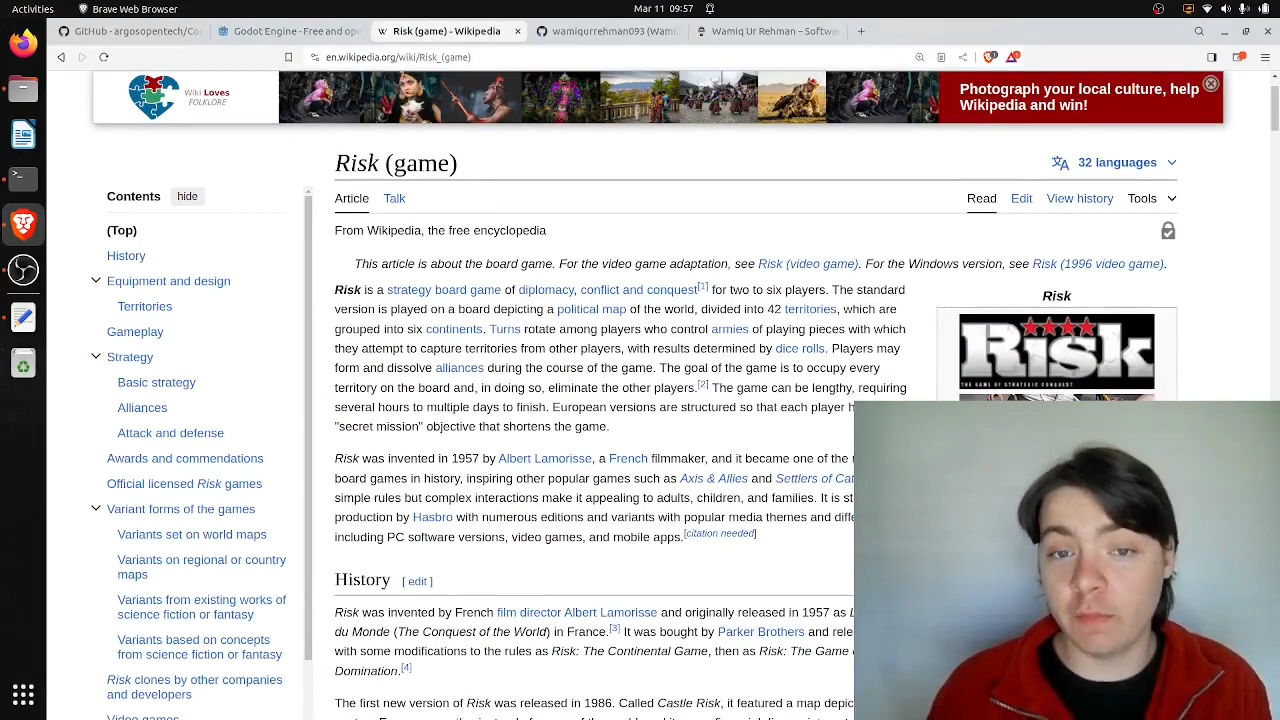 Activities
Brave Web Browser
Mar 11 09:57
GitHub - argosopentech/Co
Godot Engine - Free and open
Risk (game) - Wikipedia
wamiqurrehman093 (Wami
Wamiq Ur Rehman – Softw
en.wikipedia.org/wiki/Risk_(game)
Wiki Loves
FOLKLORE
Photograph your local culture, help
Wikipedia and win!
Risk (game)
32 languages
Contents hide
Article Talk
Read Edit View history Tools
(Top)
History
Equipment and design
Territories
Gameplay
Strategy
Basic strategy
Alliances
Attack and defense
Awards and commendations
Official licensed Risk games
Variant forms of the games
Variants set on world maps
Variants on regional or country
maps
Variants from existing works of
science fiction or fantasy
Variants based on concepts
from science fiction or fantasy
Risk clones by other companies
and developers
Video games
From Wikipedia, the free encyclopedia
This article is about the board game. For the video game adaptation, see Risk (video game). For the Windows version, see Risk (1996 video game).
Risk is a strategy board game of diplomacy, conflict and conquest[1] for two to six players. The standard
version is played on a board depicting a political map of the world, divided into 42 territories, which are
grouped into six continents. Turns rotate among players who control armies of playing pieces with which
they attempt to capture territories from other players, with results determined by dice rolls. Players may
form and dissolve alliances during the course of the game. The goal of the game is to occupy every
territory on the board and, in doing so, eliminate the other players.[2] The game can be lengthy, requiring
several hours to multiple days to finish. European versions are structured so that each player h
"secret mission" objective that shortens the game.
Risk was invented in 1957 by Albert Lamorisse, a French filmmaker, and it became one of the
board games in history, inspiring other popular games such as Axis & Allies and Settlers of Cat
simple rules but complex interactions make it appealing to adults, children, and families. It is st
production by Hasbro with numerous editions and variants with popular media themes and diffe
including PC software versions, video games, and mobile apps.[citation needed]
History [ edit ]
Risk was invented by French film director Albert Lamorisse and originally released in 1957 as L
du Monde (The Conquest of the World) in France.[3] It was bought by Parker Brothers and rele
with some modifications to the rules as Risk: The Continental Game, then as Risk: The Game
Domination.[4]
The first new version of Risk was released in 1986. Called Castle Risk, it featured a map depic
Risk
Risk
THE GAME OF STRATEGIC CONQUEST